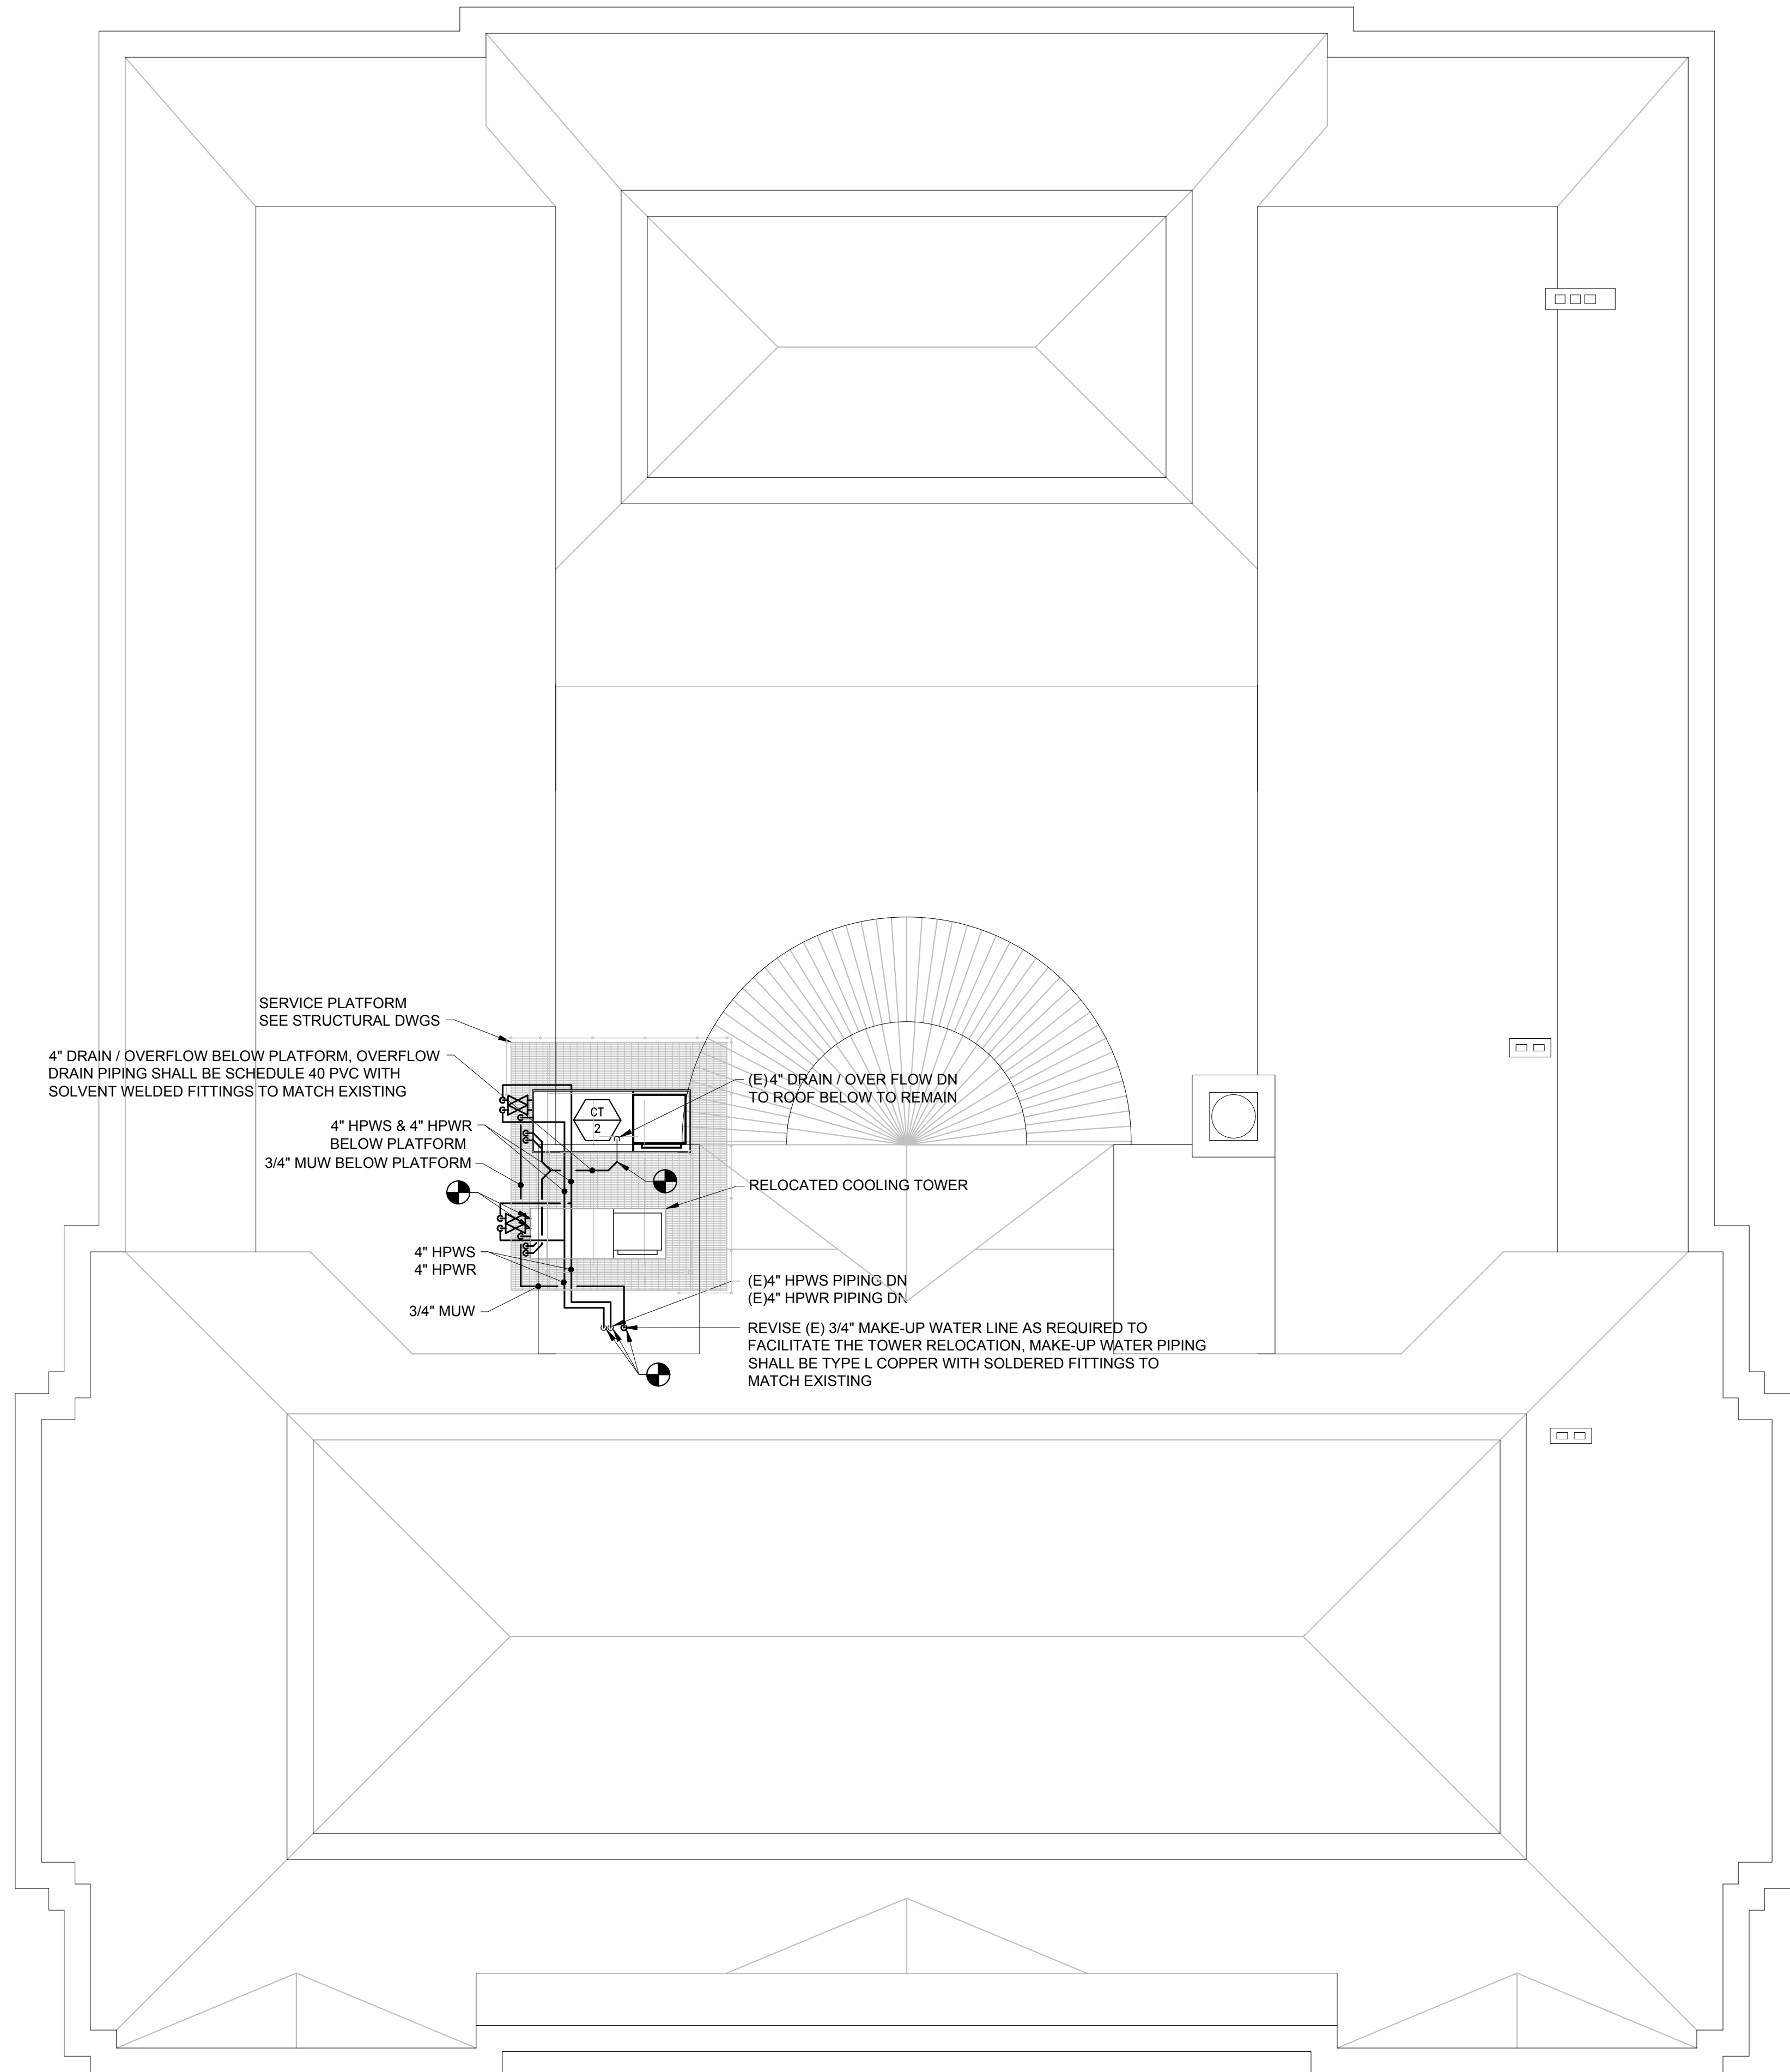 SERVICE PLATFORM
SEE STRUCTURAL DWGS
4" DRAIN / OVERFLOW BELOW PLATFORM, OVERFLOW
DRAIN PIPING SHALL BE SCHEDULE 40 PVC WITH
SOLVENT WELDED FITTINGS TO MATCH EXISTING
(E) 4" DRAIN / OVER FLOW DN
TO ROOF BELOW TO REMAIN
CT
2
4" HPWS & 4" HPWR
BELOW PLATFORM
3/4" MUW BELOW PLATFORM
RELOCATED COOLING TOWER
4" HPWS
4" HPWR
3/4" MUW
(E)4" HPWS PIPING DN
(E)4" HPWR PIPING DN
REVISE (E) 3/4" MAKE-UP WATER LINE AS REQUIRED TO
FACILITATE THE TOWER RELOCATION, MAKE-UP WATER PIPING
SHALL BE TYPE L COPPER WITH SOLDERED FITTINGS TO
MATCH EXISTING